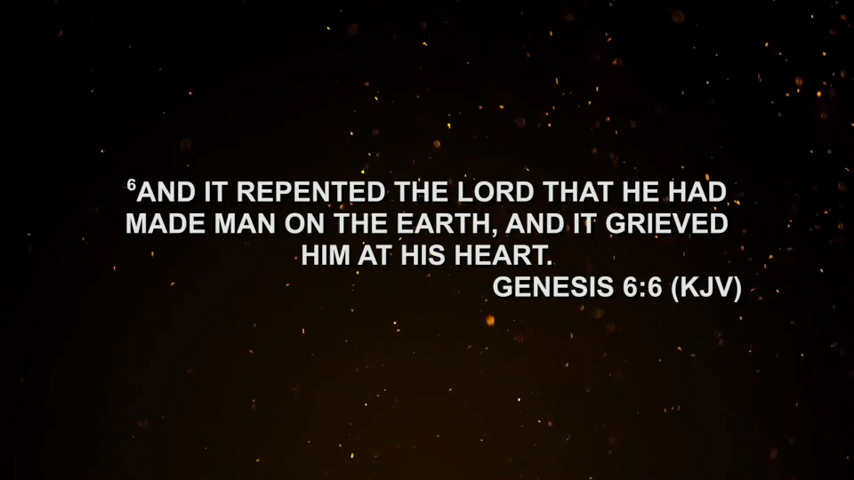 ⁶AND IT REPENTED THE LORD THAT HE HAD
MADE MAN ON THE EARTH, AND IT GRIEVED
HIM AT HIS HEART.
GENESIS 6:6 (KJV)